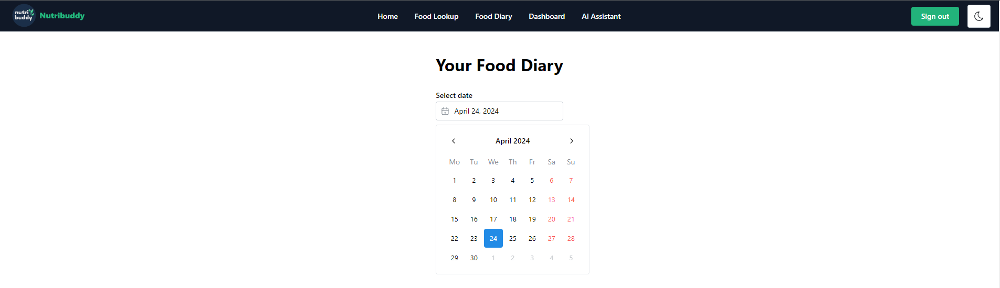 nutri
buddy
Nutribuddy
Home Food Lookup Food Diary Dashboard AI Assistant
Sign out
Your Food Diary
Select date
April 24, 2024
April 2024
Mo Tu We Th Fr Sa Su
1 2 3 4 5 6 7
8 9 10 11 12 13 14
15 16 17 18 19 20 21
22 23 24 25 26 27 28
29 30 1 2 3 4 5